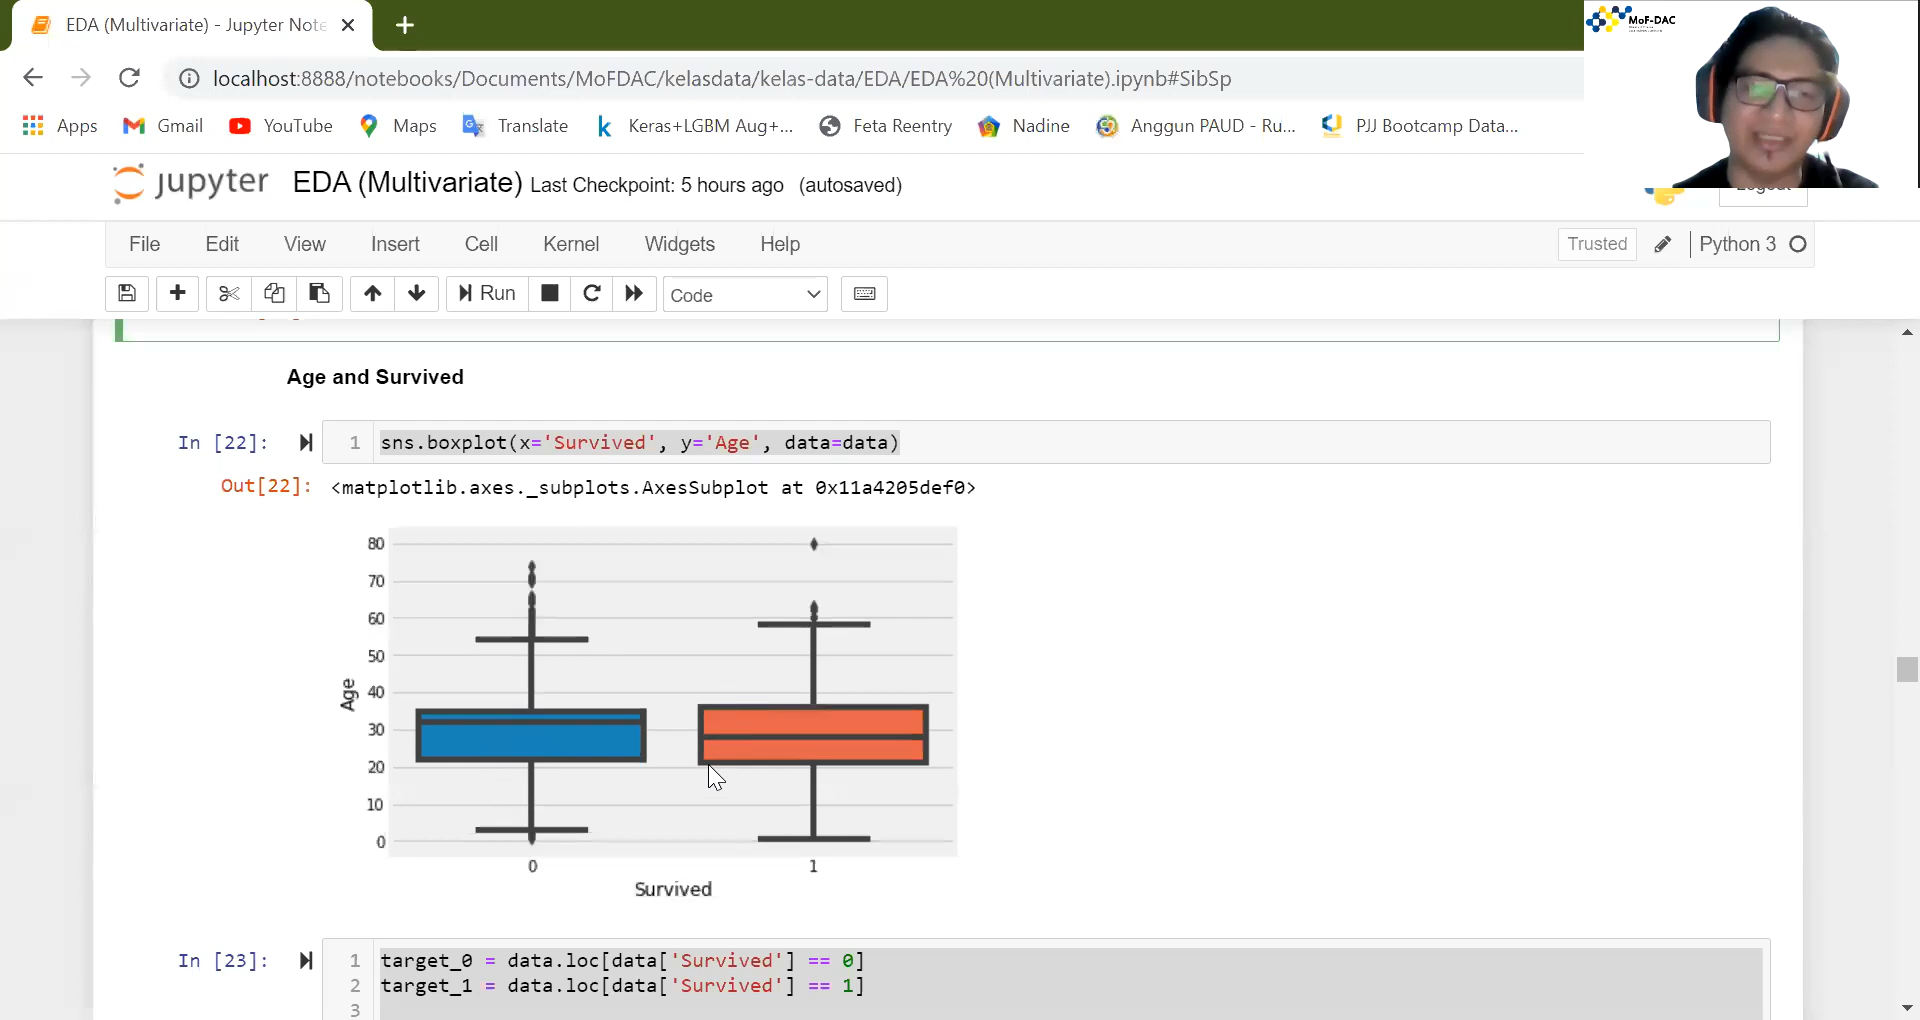 EDA (Multivariate) - Jupyter Note
MoF-DAC
localhost:8888/notebooks/Documents/MoFDAC/kelasdata/kelas-data/EDA/EDA%20(Multivariate).ipynb#SibSp
Apps Gmail YouTube Maps Translate Keras+LGBM Aug+... Feta Reentry Nadine Anggun PAUD - Ru... PJJ Bootcamp Data...
jupyter EDA (Multivariate) Last Checkpoint: 5 hours ago (autosaved)
Logout
File Edit View Insert Cell Kernel Widgets Help Trusted Python 3
Run Code
Age and Survived
In [22]: 1 sns.boxplot(x='Survived', y='Age', data=data)
Out[22]: <matplotlib.axes._subplots.AxesSubplot at 0x11a4205def0>
80
70
60
50
40
30
20
10
0
Age
0 1
Survived
In [23]: 1 target_0 = data.loc[data['Survived'] == 0]
2 target_1 = data.loc[data['Survived'] == 1]
3